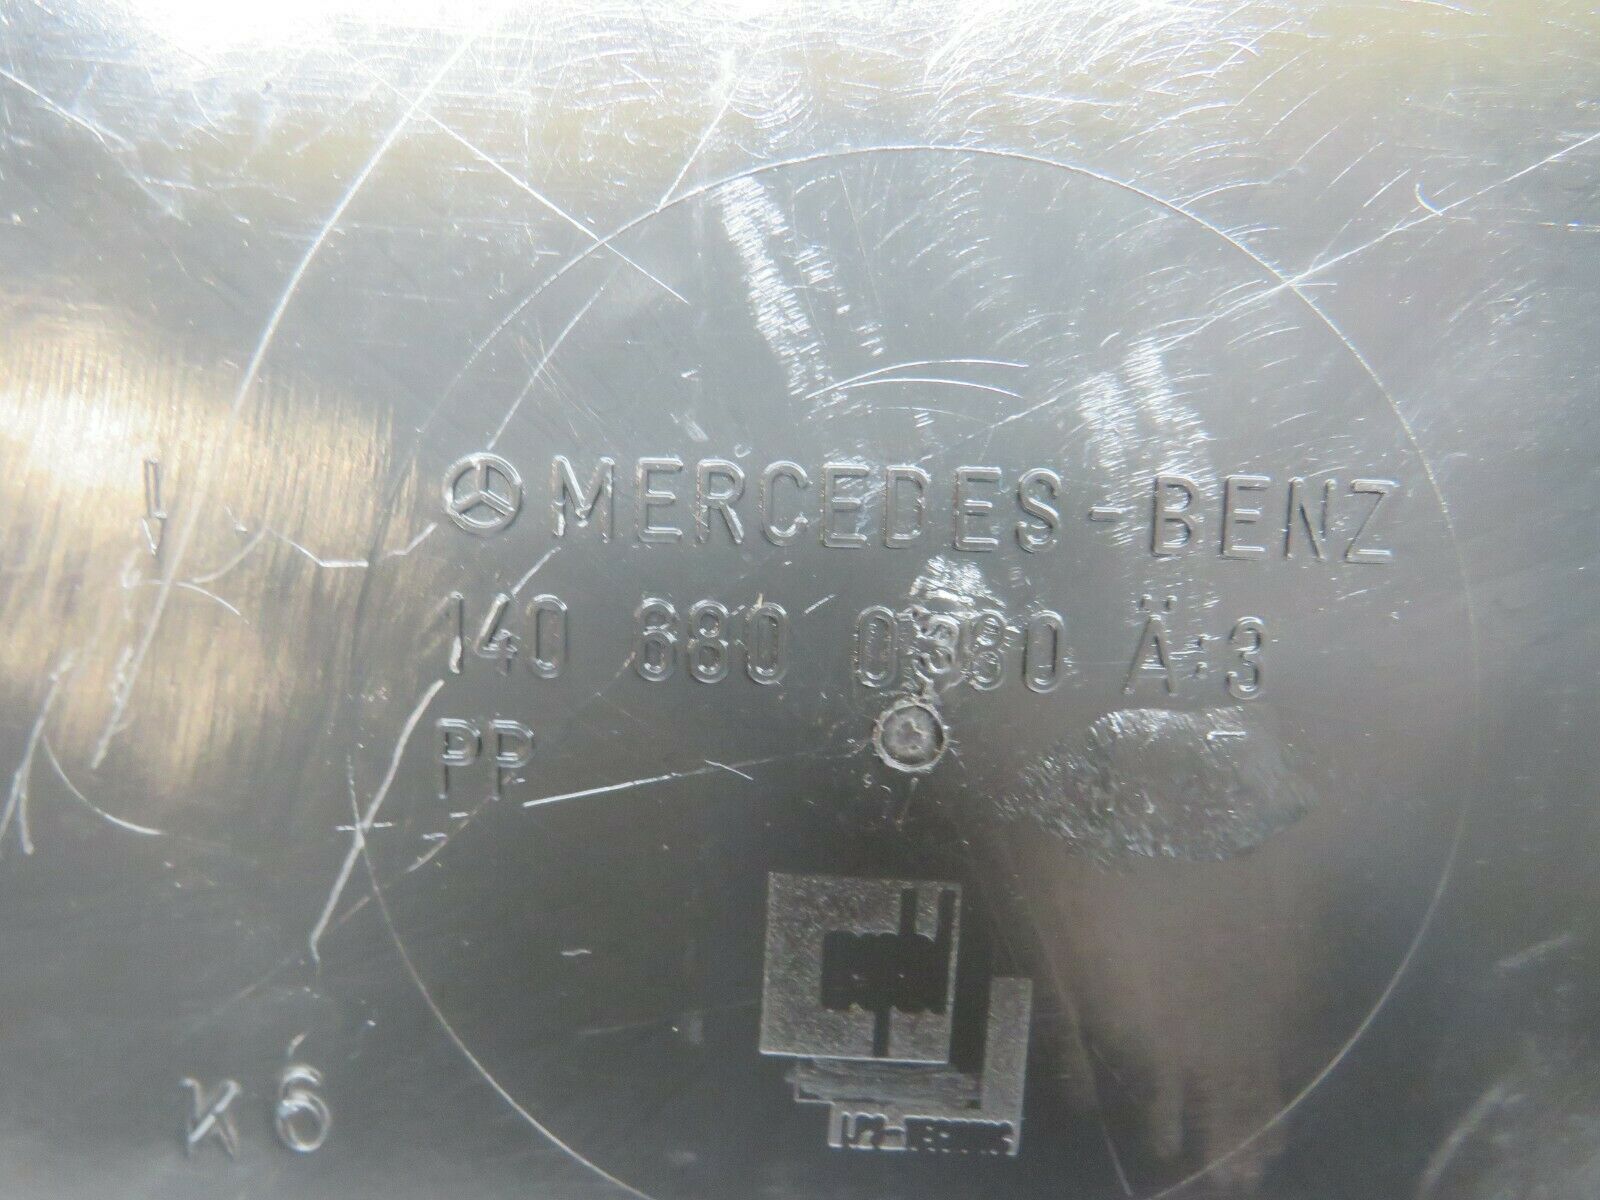 MERCEDES-BENZ
140 880 0380 Ä:3
PP
K6